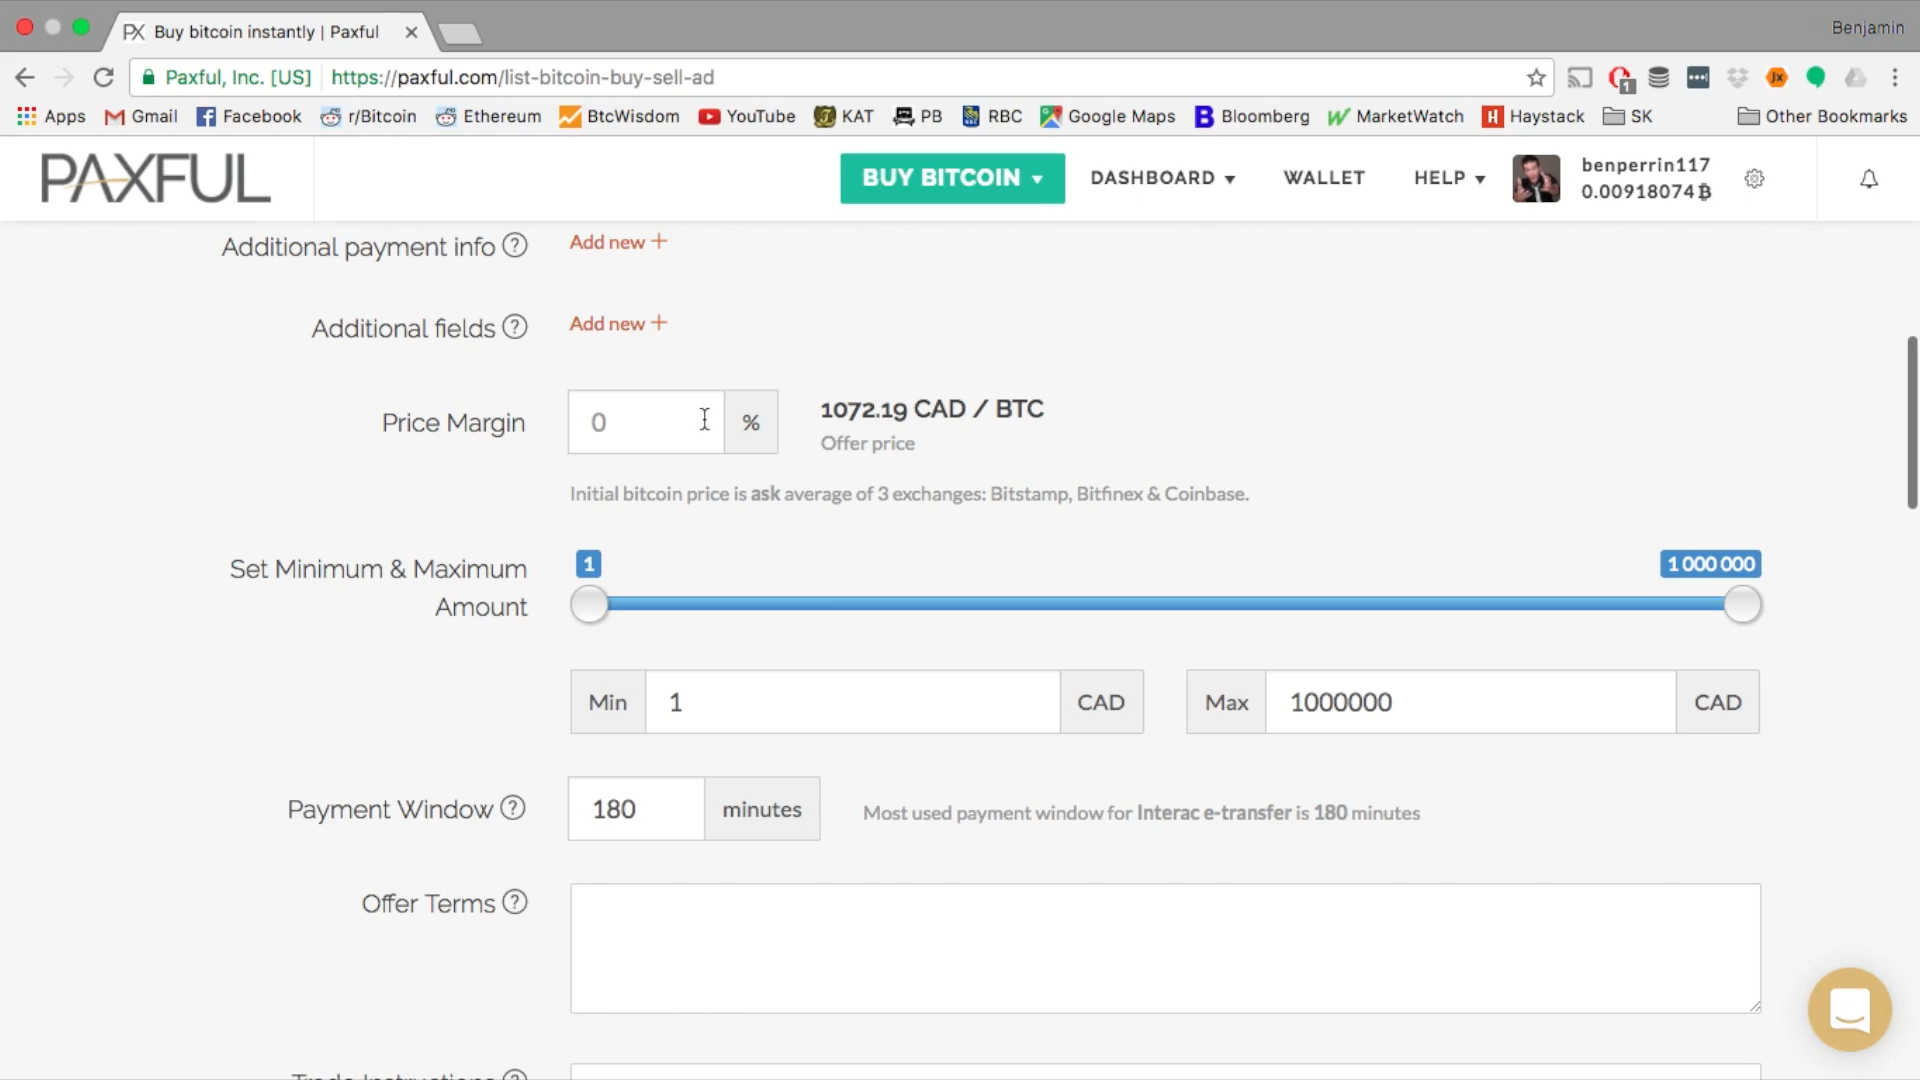 PX Buy bitcoin instantly | Paxful
Benjamin
Paxful, Inc. [US] https://paxful.com/list-bitcoin-buy-sell-ad
1
Apps Gmail Facebook r/Bitcoin Ethereum BtcWisdom YouTube KAT PB RBC Google Maps Bloomberg MarketWatch Haystack SK Other Bookmarks
PAXFUL
BUY BITCOIN DASHBOARD WALLET HELP
benperrin117
0.00918074
Additional payment info ? Add new +
Additional fields ? Add new +
Price Margin 0 % 1072.19 CAD / BTC
Offer price
Initial bitcoin price is ask average of 3 exchanges: Bitstamp, Bitfinex & Coinbase.
Set Minimum & Maximum Amount
1 1 000 000
Min 1 CAD Max 1000000 CAD
Payment Window ? 180 minutes Most used payment window for Interac e-transfer is 180 minutes
Offer Terms ?
Trade Instructions ?